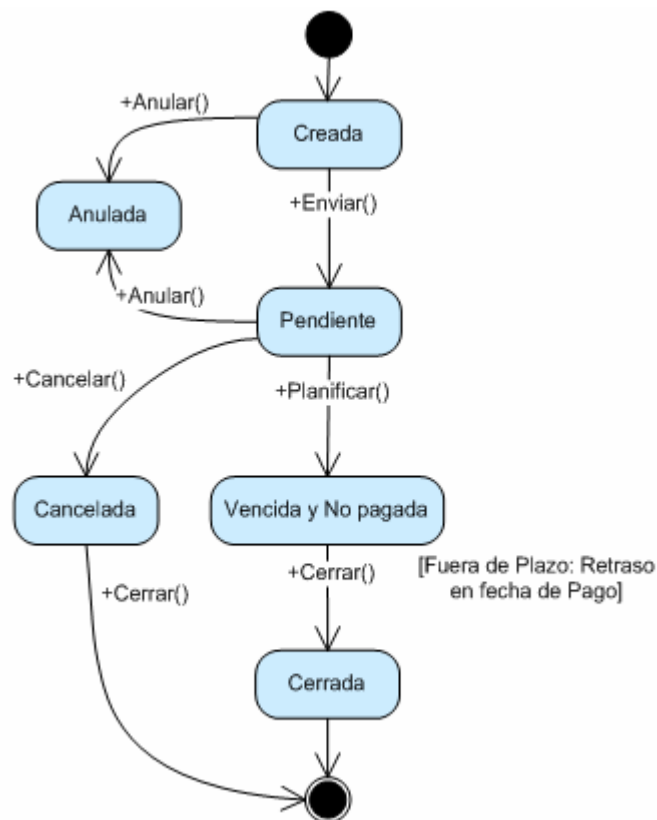 +Anular()
Creada
Anulada
+Enviar()
+Anular()
Pendiente
+Cancelar()
+Planificar()
Cancelada
Vencida y No pagada
+Cerrar()
[Fuera de Plazo: Retraso
en fecha de Pago]
+Cerrar()
Cerrada